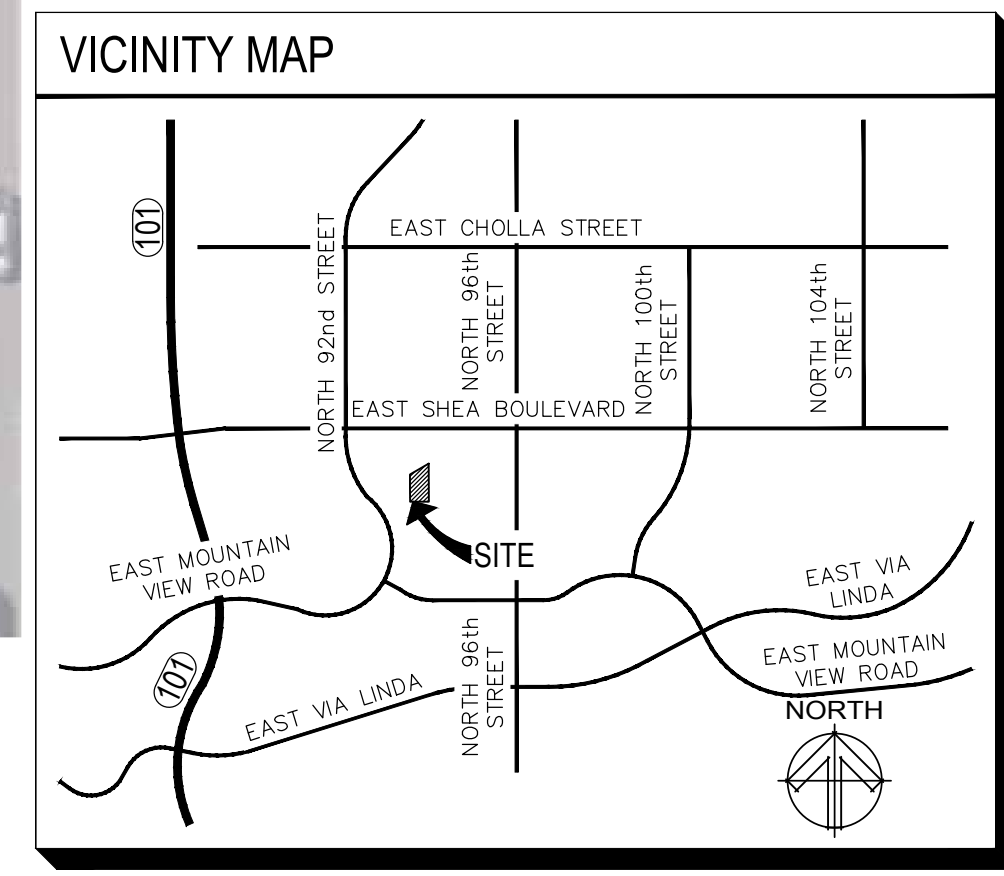 VICINITY MAP
101
EAST CHOLLA STREET
NORTH 92nd STREET
NORTH 96th
STREET
NORTH 100th
STREET
NORTH 104th
STREET
EAST SHEA BOULEVARD
SITE
EAST MOUNTAIN
VIEW ROAD
EAST VIA
LINDA
101
EAST VIA LINDA
NORTH 96th
STREET
EAST MOUNTAIN
VIEW ROAD
NORTH